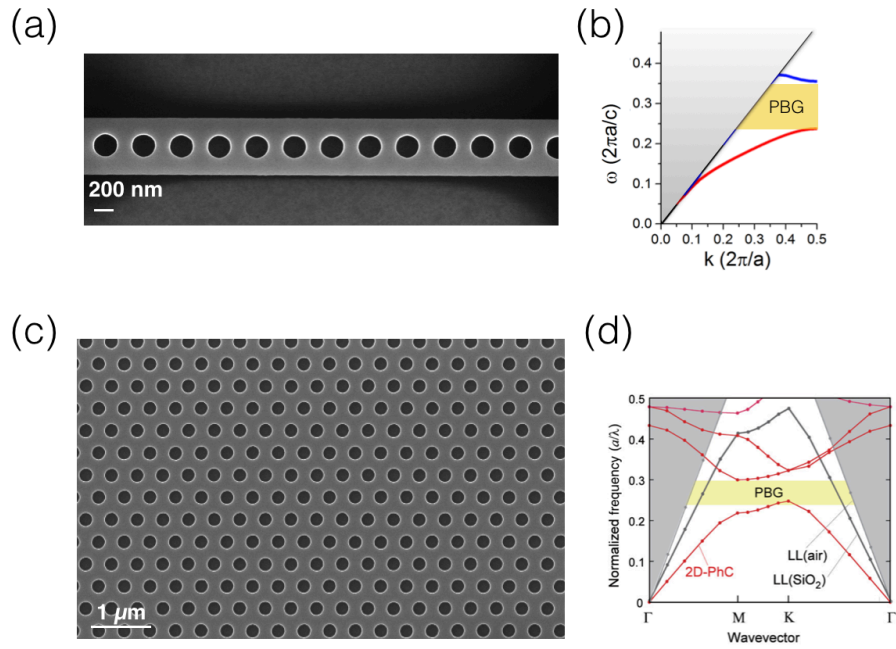 (a)
200 nm
(b)
ω (2πa/c)
0.4
0.3
0.2
0.1
0.0
PBG
0.0 0.1 0.2 0.3 0.4 0.5
k (2π/a)
(c)
1 μm
(d)
Normalized frequency (a/λ)
0.5
0.4
0.3
0.2
0.1
0
PBG
LL(air)
LL(SiO₂)
2D-PhC
Γ M K Γ
Wavevector